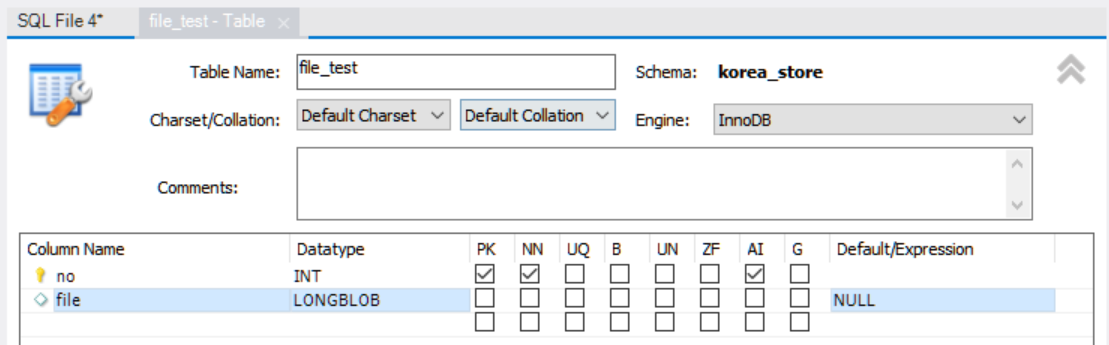 SQL File 4* file_test - Table ×
Table Name: file_test Schema: korea_store
Charset/Collation: Default Charset Default Collation Engine: InnoDB
Comments:
Column Name Datatype PK NN UQ B UN ZF AI G Default/Expression
no INT
file LONGBLOB NULL